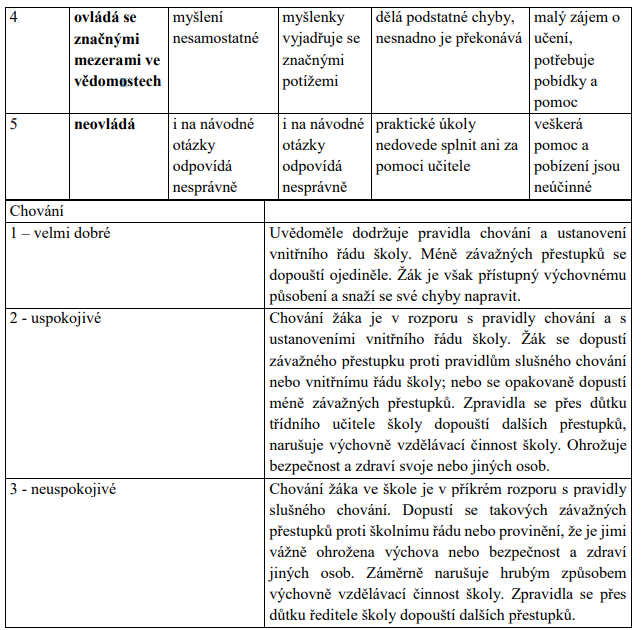 4
ovládá se
značnými
mezerami ve
vědomostech
myšlení
nesamostatné
myšlenky
vyjadřuje se
značnými
potížemi
dělá podstatné chyby,
nesnadno je překonává
malý zájem o
učení,
potřebuje
pobídky a
pomoc
5
neovládá
i na návodné
otázky
odpovídá
nesprávně
i na návodné
otázky
odpovídá
nesprávně
praktické úkoly
nedovede splnit ani za
pomoci učitele
veškerá
pomoc a
pobízení jsou
neúčinné
Chování
1 – velmi dobré
Uvědoměle dodržuje pravidla chování a ustanovení
vnitřního řádu školy. Méně závažných přestupků se
dopouští ojediněle. Žák je však přístupný výchovnému
působení a snaží se své chyby napravit.
2 - uspokojivé
Chování žáka je v rozporu s pravidly chování a s
ustanoveními vnitřního řádu školy. Žák se dopustí
závažného přestupku proti pravidlům slušného chování
nebo vnitřnímu řádu školy; nebo se opakovaně dopustí
méně závažných přestupků. Zpravidla se přes důtku
třídního učitele školy dopouští dalších přestupků,
narušuje výchovně vzdělávací činnost školy. Ohrožuje
bezpečnost a zdraví svoje nebo jiných osob.
3 - neuspokojivé
Chování žáka ve škole je v příkrém rozporu s pravidly
slušného chování. Dopustí se takových závažných
přestupků proti školnímu řádu nebo provinění, že je jimi
vážně ohrožena výchova nebo bezpečnost a zdraví
jiných osob. Záměrně narušuje hrubým způsobem
výchovně vzdělávací činnost školy. Zpravidla se přes
důtku ředitele školy dopouští dalších přestupků.